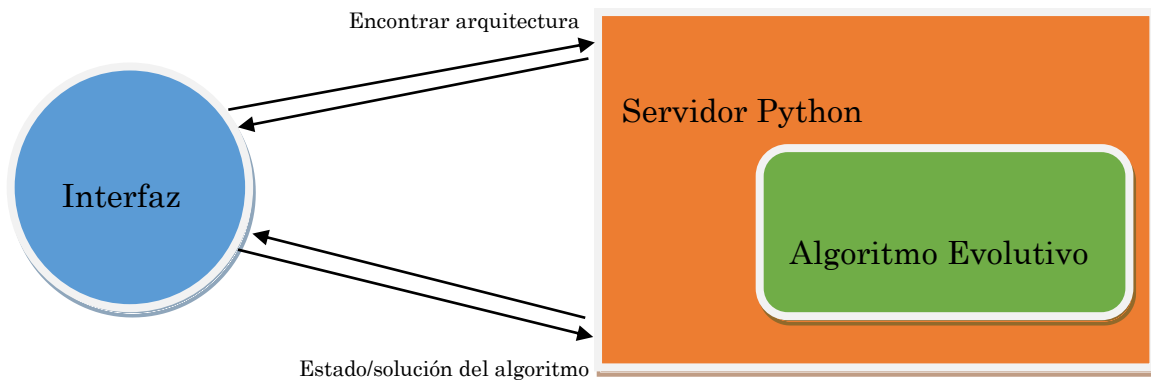 Encontrar arquitectura
Servidor Python
Interfaz
Algoritmo Evolutivo
Estado/solución del algoritmo